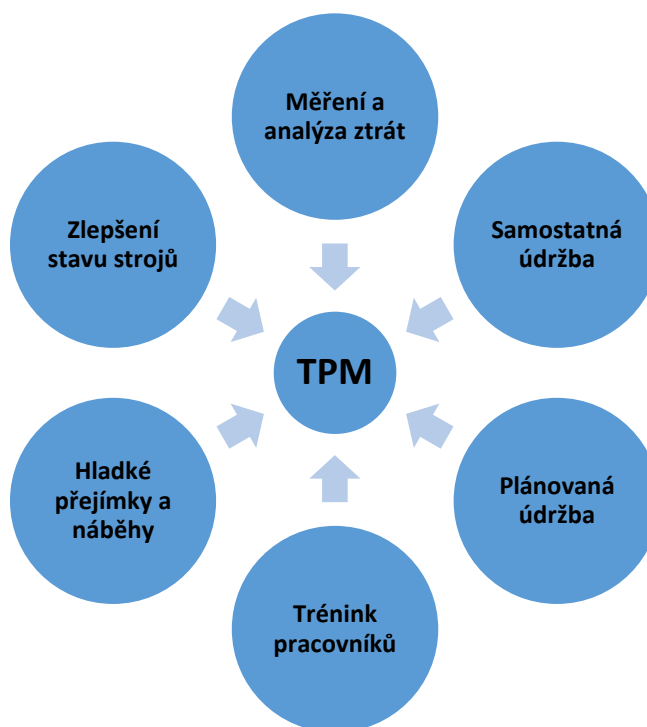 Měření a
analýza ztrát
Zlepšení
stavu strojů
Samostatná
údržba
TPM
Hladké
přejímky a
náběhy
Plánovaná
údržba
Trénink
pracovníků